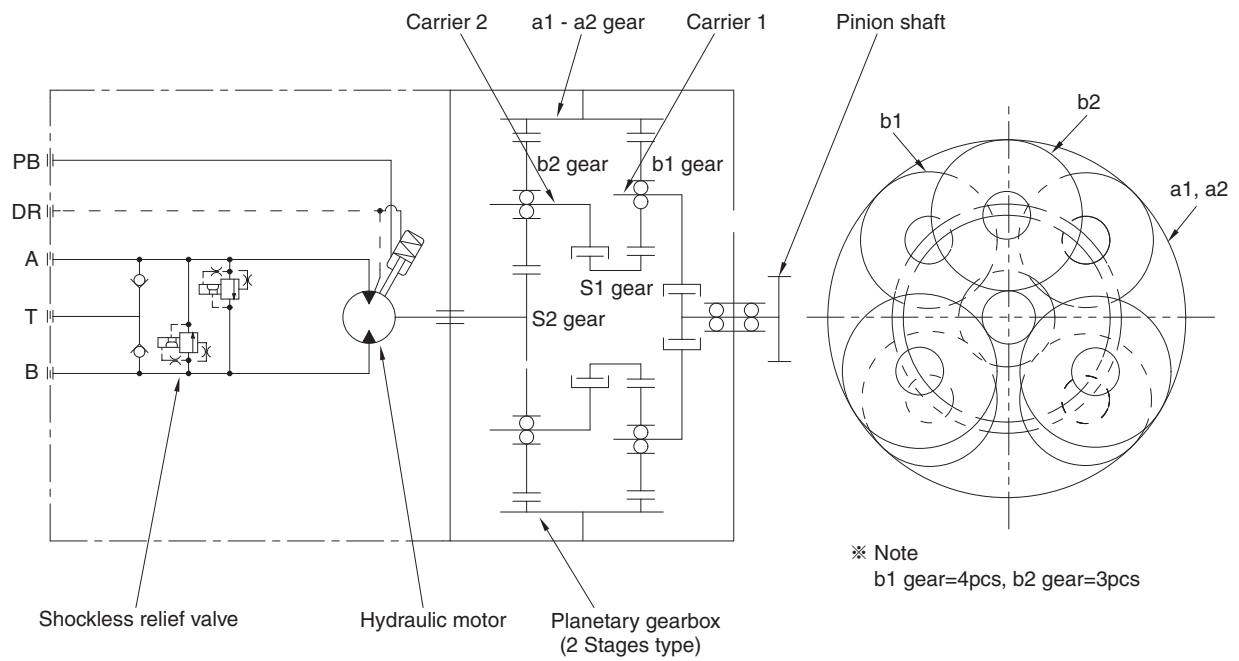 Carrier 2
a1 - a2 gear
Carrier 1
Pinion shaft
b2
b1
PB
b2 gear
b1 gear
a1, a2
DR
A
S1 gear
T
S2 gear
B
※ Note
b1 gear=4pcs, b2 gear=3pcs
Shockless relief valve
Hydraulic motor
Planetary gearbox
(2 Stages type)